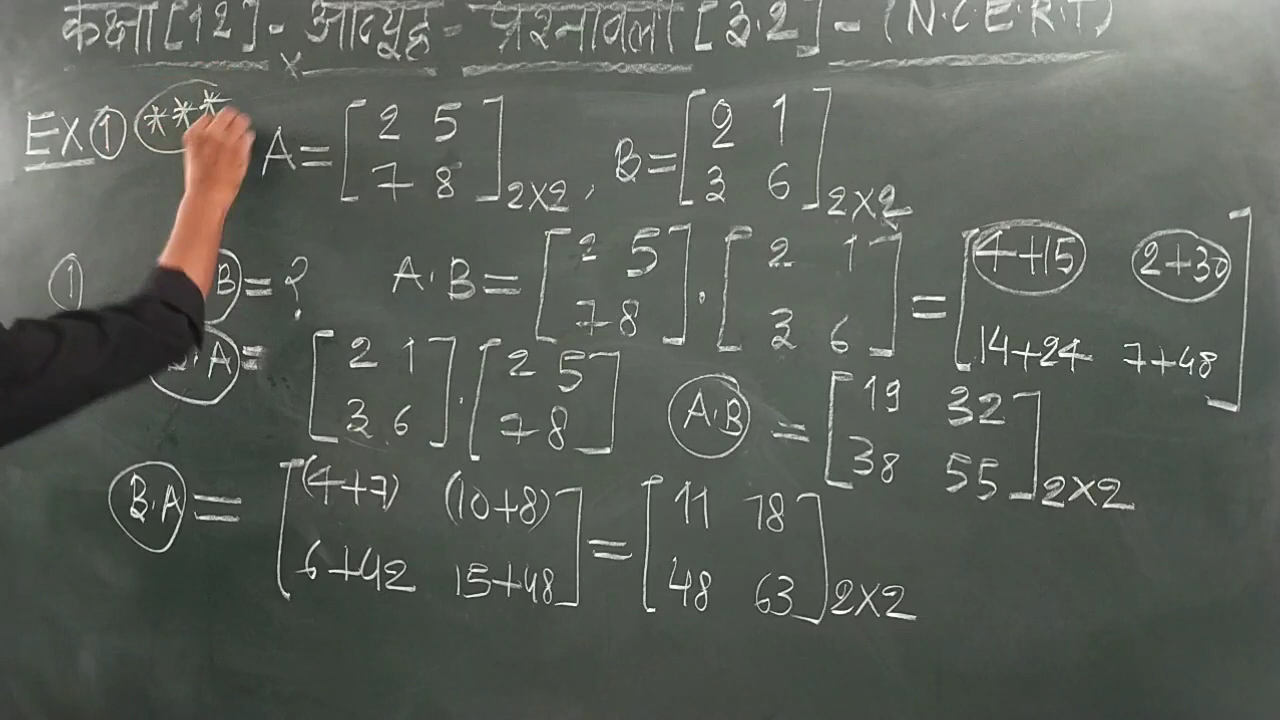 कक्षा [12] - आव्यूह - प्रश्नावली [3.2] - (N.C.E.R.T)
EX ① *** A = [2 5 7 8] 2×2 , B = [2 1 3 6] 2×2
① B = ? A·B = [2 5 7 8] · [2 1 3 6] = [4+15 2+30 14+24 7+48]
·A = [2 1 3 6] · [2 5 7 8] A·B = [19 32 38 55] 2×2
B·A = [(4+7) (10+8) 6+42 15+48] = [11 18 48 63] 2×2